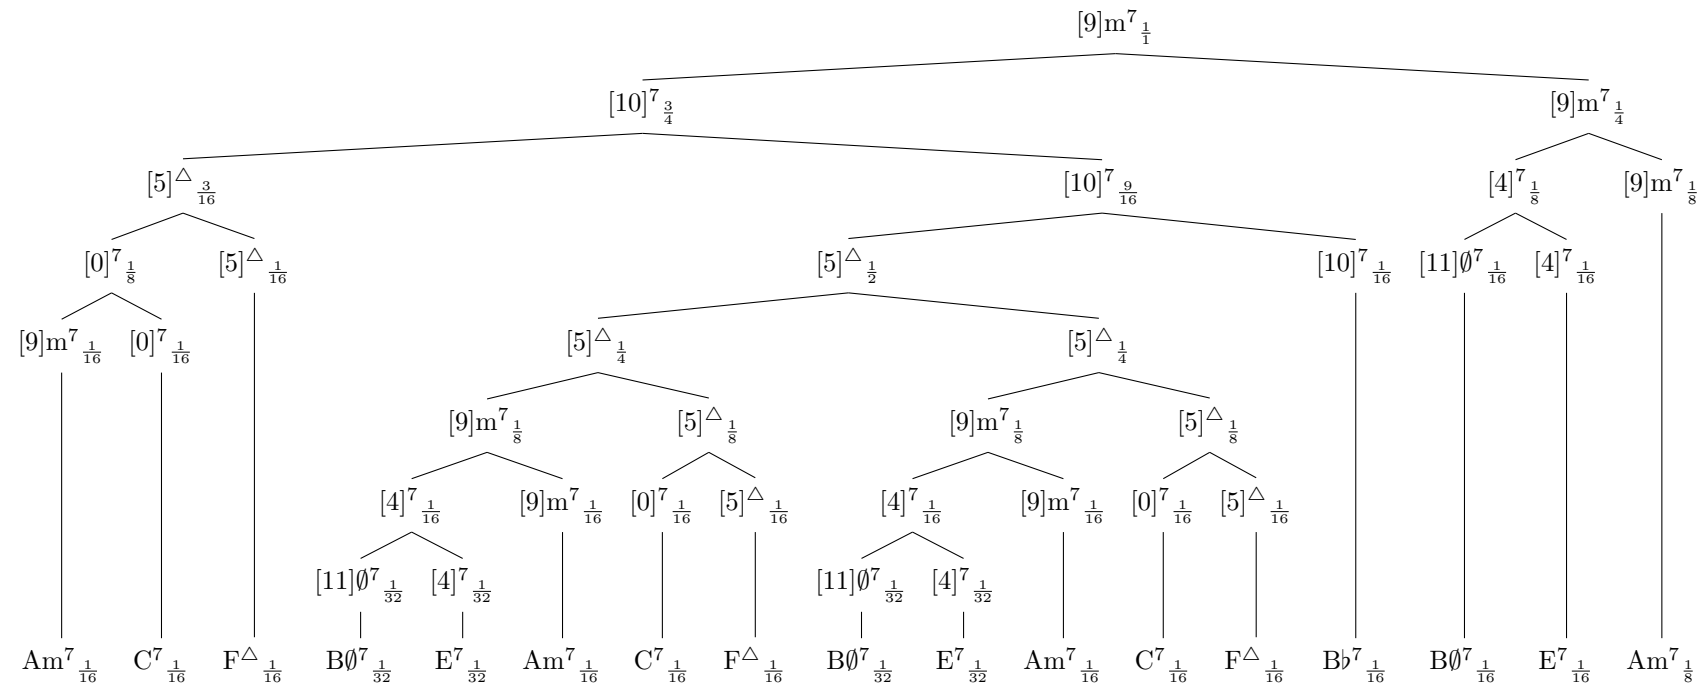 [9]m⁷ 1/1
[10]⁷ 3/4 [9]m⁷ 1/4
[5]△ 3/16 [10]⁷ 9/16 [4]⁷ 1/8 [9]m⁷ 1/8
[0]⁷ 1/8 [5]△ 1/16 [5]△ 1/2 [10]⁷ 1/16 [11]∅⁷ 1/16 [4]⁷ 1/16
[9]m⁷ 1/16 [0]⁷ 1/16 [5]△ 1/4 [5]△ 1/4
[9]m⁷ 1/8 [5]△ 1/8 [9]m⁷ 1/8 [5]△ 1/8
[4]⁷ 1/16 [9]m⁷ 1/16 [0]⁷ 1/16 [5]△ 1/16 [4]⁷ 1/16 [9]m⁷ 1/16 [0]⁷ 1/16 [5]△ 1/16
[11]∅⁷ 1/32 [4]⁷ 1/32 [11]∅⁷ 1/32 [4]⁷ 1/32
Am⁷ 1/16 C⁷ 1/16 F△ 1/16 B∅⁷ 1/32 E⁷ 1/32 Am⁷ 1/16 C⁷ 1/16 F△ 1/16 B∅⁷ 1/32 E⁷ 1/32 Am⁷ 1/16 C⁷ 1/16 F△ 1/16 B♭⁷ 1/16 B∅⁷ 1/16 E⁷ 1/16 Am⁷ 1/8